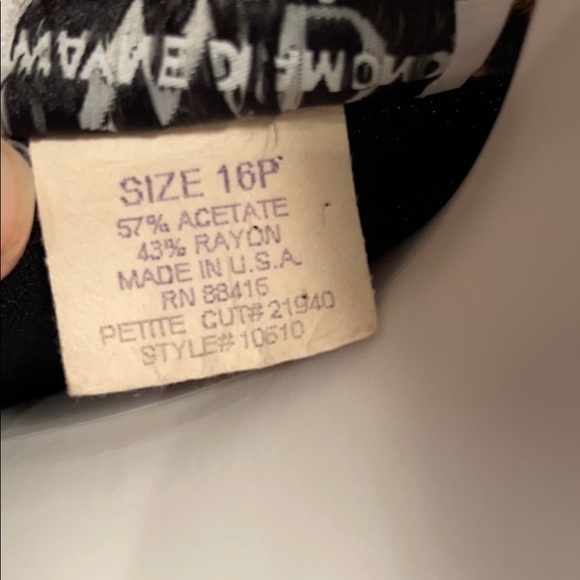 SIZE 16P
57% ACETATE
43% RAYON
MADE IN U.S.A.
RN 88416
PETITE CUT# 21940
STYLE# 10610